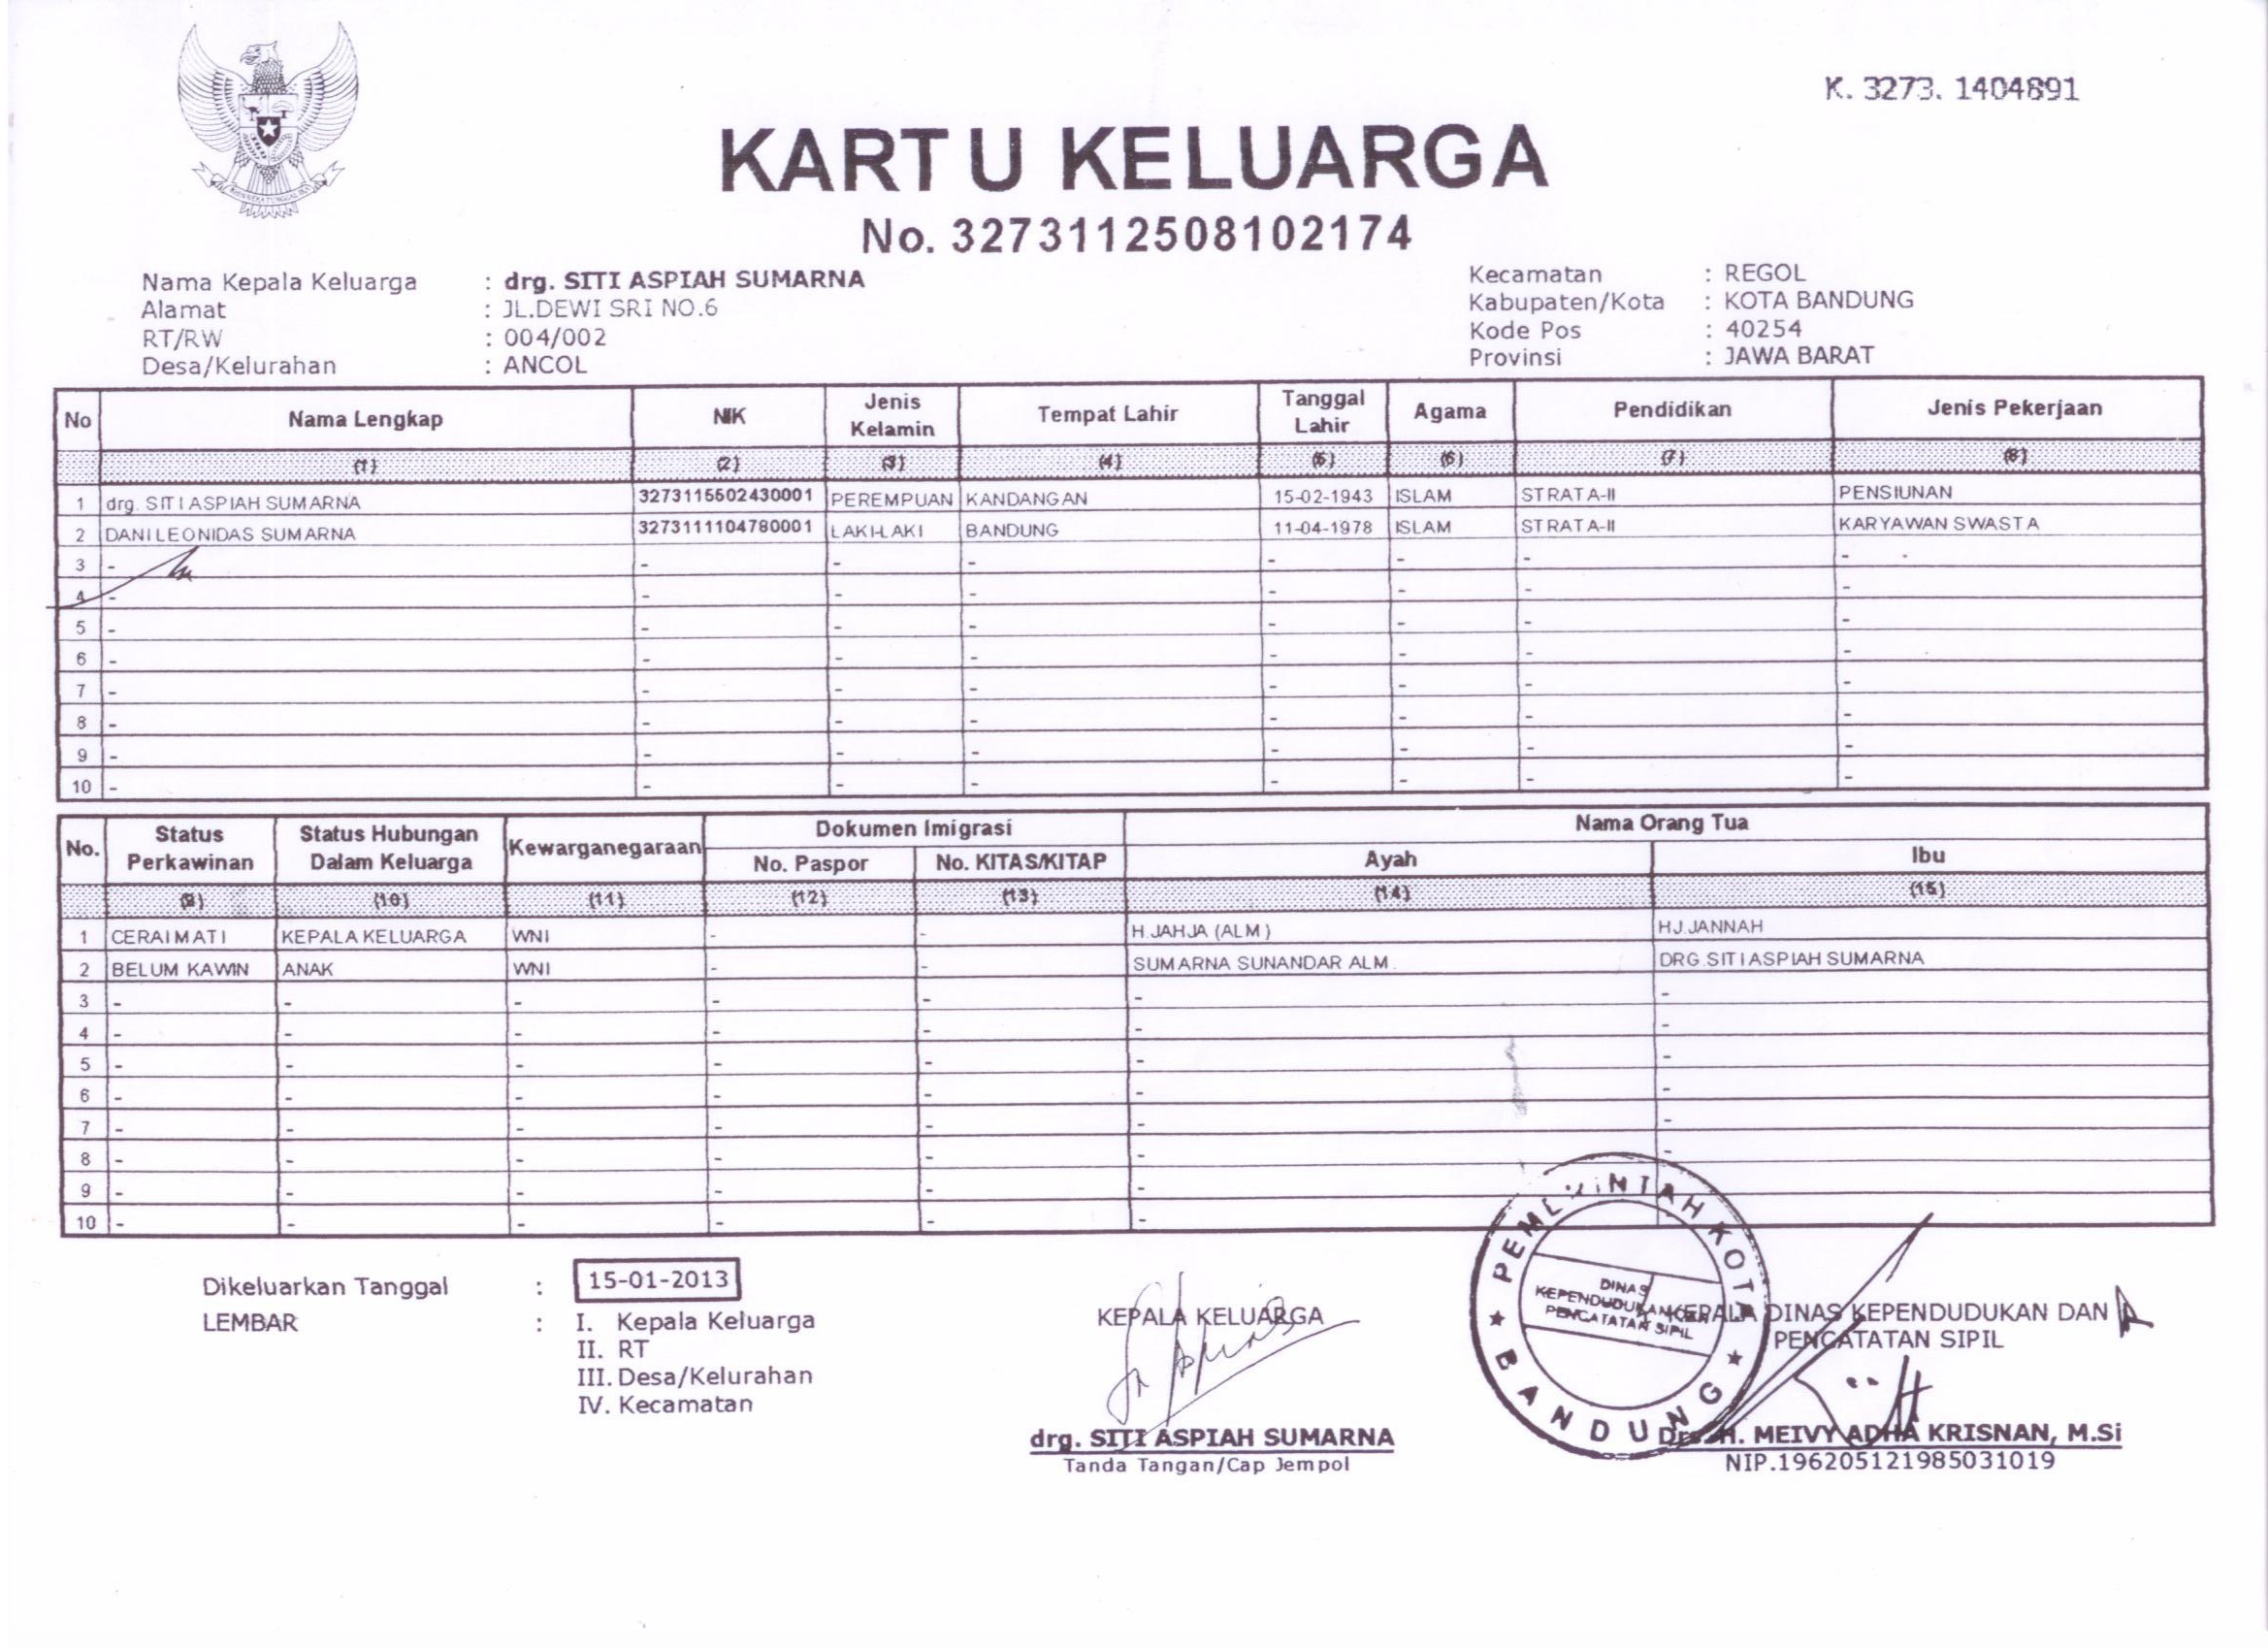 K. 3273. 1404891
KARTU KELUARGA
No. 3273112508102174
Nama Kepala Keluarga : drg. SITI ASPIAH SUMARNA
Alamat : JL.DEWI SRI NO.6
RT/RW : 004/002
Desa/Kelurahan : ANCOL
Kecamatan : REGOL
Kabupaten/Kota : KOTA BANDUNG
Kode Pos : 40254
Provinsi : JAWA BARAT
No Nama Lengkap NIK Jenis Kelamin Tempat Lahir Tanggal Lahir Agama Pendidikan Jenis Pekerjaan
(1) (2) (3) (4) (5) (6) (7) (8)
1 drg. SITI ASPIAH SUMARNA 3273115502430001 PEREMPUAN KANDANGAN 15-02-1943 ISLAM STRATA-II PENSIUNAN
2 DANI LEONIDAS SUMARNA 3273111104780001 LAKI-LAKI BANDUNG 11-04-1978 ISLAM STRATA-II KARYAWAN SWASTA
3 - - - - - - - -
4 - - - - - - - -
5 - - - - - - - -
6 - - - - - - - -
7 - - - - - - - -
8 - - - - - - - -
9 - - - - - - - -
10 - - - - - - - -
No. Status Perkawinan Status Hubungan Dalam Keluarga Kewarganegaraan Dokumen Imigrasi Nama Orang Tua
No. Paspor No. KITAS/KITAP Ayah Ibu
(9) (10) (11) (12) (13) (14) (15)
1 CERAI MATI KEPALA KELUARGA WNI - - H.JAHJA (ALM) HJ.JANNAH
2 BELUM KAWIN ANAK WNI - - SUMARNA SUNANDAR ALM. DRG.SITI ASPIAH SUMARNA
3 - - - - - - -
4 - - - - - - -
5 - - - - - - -
6 - - - - - - -
7 - - - - - - -
8 - - - - - - -
9 - - - - - -
10 - - - - - -
Dikeluarkan Tanggal : 15-01-2013
LEMBAR : I. Kepala Keluarga
II. RT
III. Desa/Kelurahan
IV. Kecamatan
KEPALA KELUARGA
drg. SITI ASPIAH SUMARNA
Tanda Tangan/Cap Jempol
PEMERINTAH KOTA
BANDUNG
DINAS
KEPENDUDUKAN
PENCATATAN SIPIL
KEPALA DINAS KEPENDUDUKAN DAN
PENCATATAN SIPIL
Drs. H. MEIVY ADHA KRISNAN, M.Si
NIP.196205121985031019